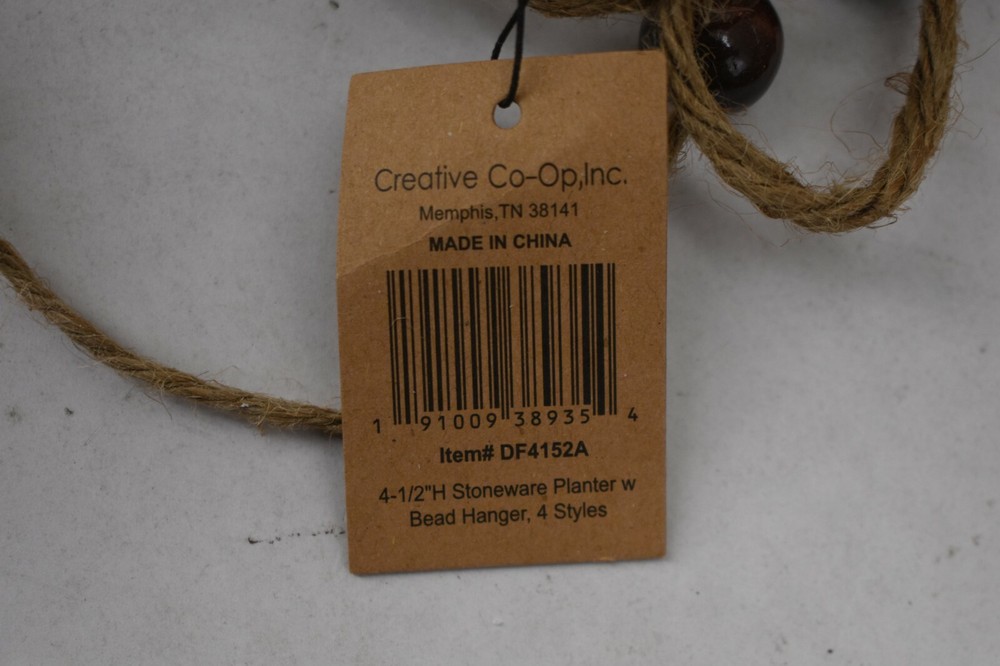 Creative Co-Op,Inc.
Memphis,TN 38141
MADE IN CHINA
1 91009 38935 4
Item# DF4152A
4-1/2"H Stoneware Planter w
Bead Hanger, 4 Styles